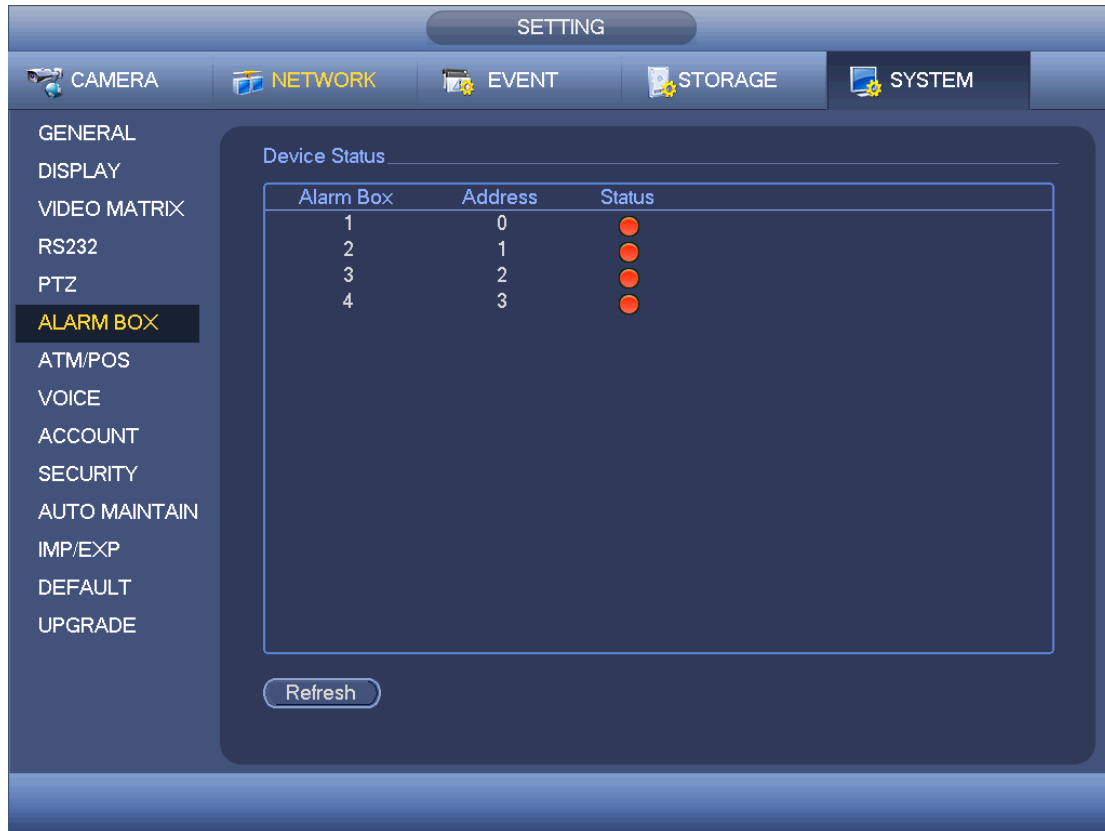 SETTING
CAMERA NETWORK EVENT STORAGE SYSTEM
GENERAL
DISPLAY
VIDEO MATRIX
RS232
PTZ
ALARM BOX
ATM/POS
VOICE
ACCOUNT
SECURITY
AUTO MAINTAIN
IMP/EXP
DEFAULT
UPGRADE
Device Status
Alarm Box Address Status
1 0
2 1
3 2
4 3
Refresh